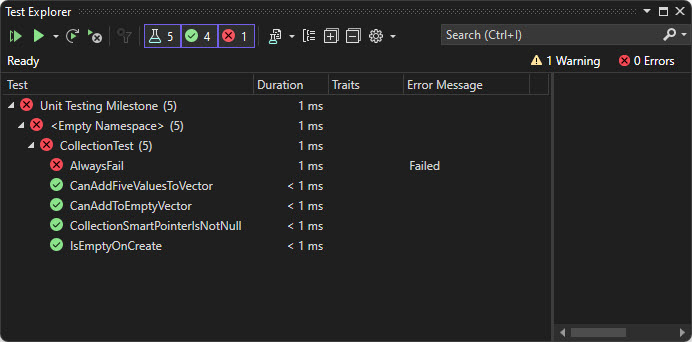 Test Explorer
5 4 1 Search (Ctrl+I)
Ready 1 Warning 0 Errors
Test Duration Traits Error Message
Unit Testing Milestone (5) 1 ms
<Empty Namespace> (5) 1 ms
CollectionTest (5) 1 ms
AlwaysFail 1 ms Failed
CanAddFiveValuesToVector < 1 ms
CanAddToEmptyVector < 1 ms
CollectionSmartPointerIsNotNull < 1 ms
IsEmptyOnCreate < 1 ms